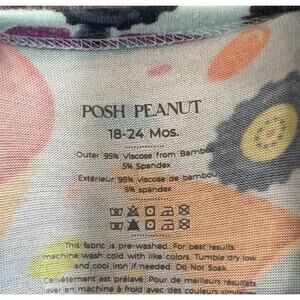 POSH PEANUT
18-24 Mos.
Outer 95% Viscose from Bamboo
5% Spandex
Extérieur 95% viscose de bambou
5% spandex
This fabric is pre-washed. For best results
machine wash cold with like colors. Tumble dry low
and cool iron if needed. Do Not Soak
Ce vêtement est prélavé. Pour de meilleurs résultats
laver en machine à froid avec des couleurs